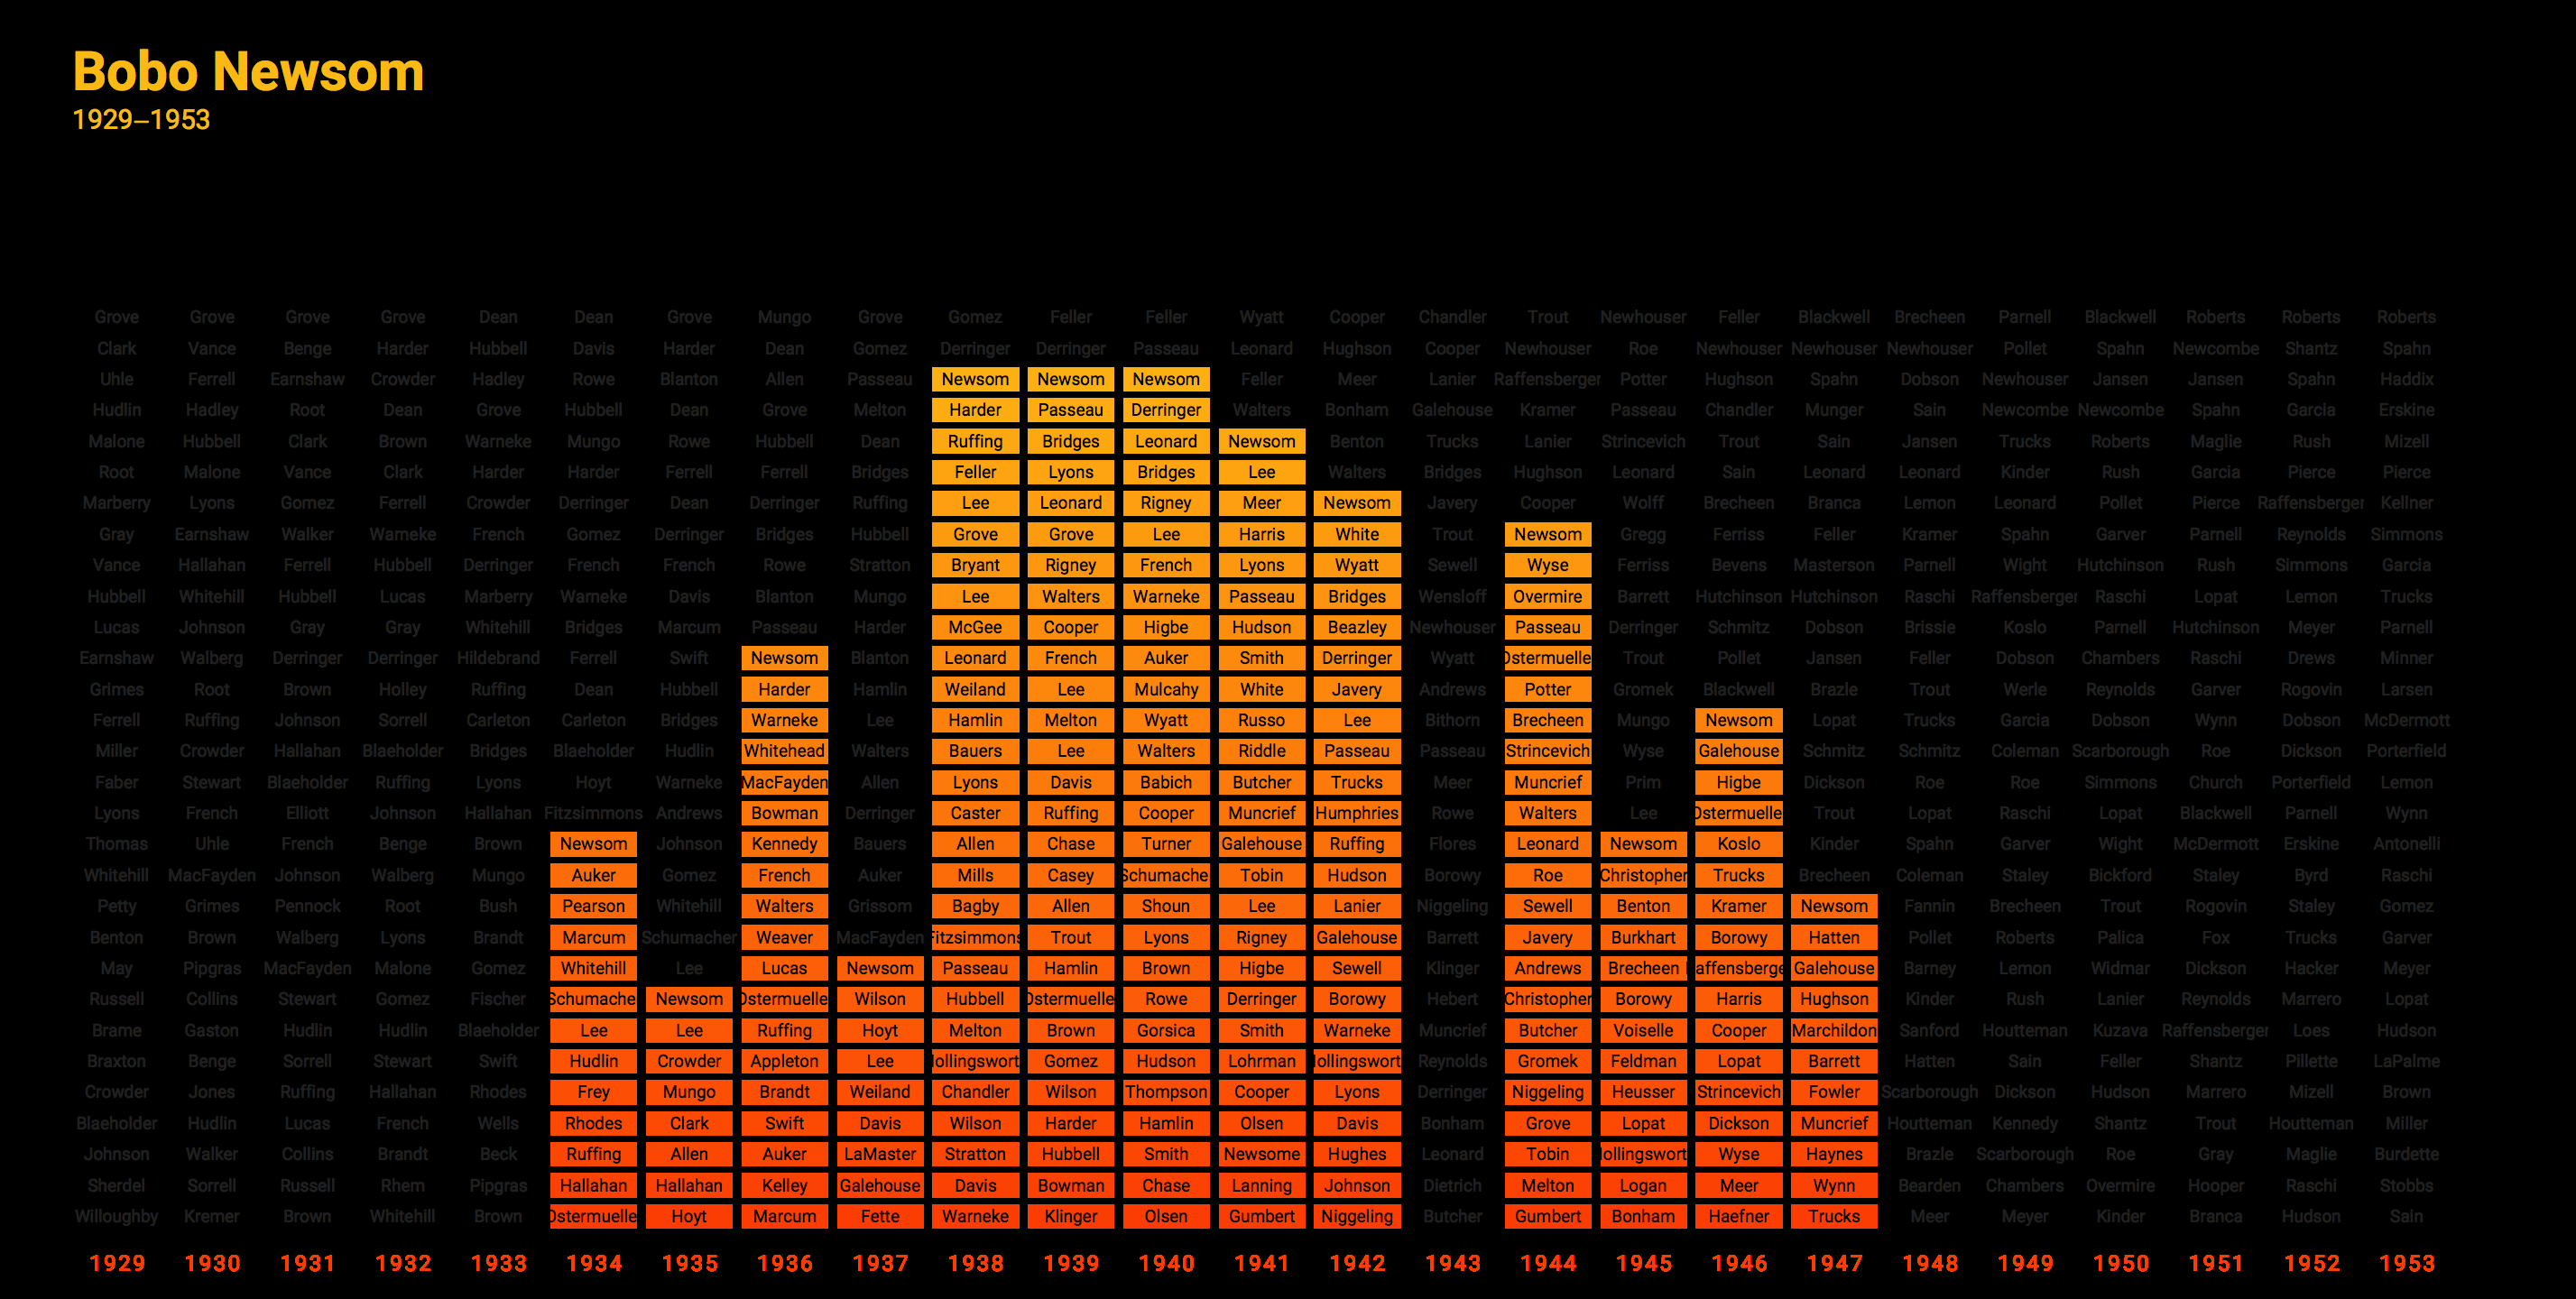 Bobo Newsom
1929–1953
Grove Grove Grove Grove Dean Dean Grove Mungo Grove Gomez Feller Feller Wyatt Cooper Chandler Trout Newhouser Feller Blackwell Brecheen Parnell Blackwell Roberts Roberts Roberts
Clark Vance Benge Harder Hubbell Davis Harder Dean Gomez Derringer Derringer Passeau Leonard Hughson Cooper Newhouser Roe Newhouser Newhouser Newhouser Pollet Spahn Newcombe Shantz Spahn
Uhle Ferrell Earnshaw Crowder Hadley Rowe Blanton Allen Passeau Newsom Newsom Newsom Feller Meer Lanier Raffensberger Potter Hughson Spahn Dobson Newhouser Jansen Jansen Spahn Haddix
Hudlin Hadley Root Dean Grove Hubbell Dean Grove Melton Harder Passeau Derringer Walters Bonham Galehouse Kramer Passeau Chandler Munger Sain Newcombe Newcombe Spahn Garcia Erskine
Malone Hubbell Clark Brown Warneke Mungo Rowe Hubbell Dean Ruffing Bridges Leonard Newsom Benton Trucks Lanier Strincevich Trout Sain Jansen Trucks Roberts Maglie Rush Mizell
Root Malone Vance Clark Harder Harder Ferrell Ferrell Bridges Feller Lyons Bridges Lee Walters Bridges Hughson Leonard Sain Leonard Leonard Kinder Rush Garcia Pierce Pierce
Marberry Lyons Gomez Ferrell Crowder Derringer Dean Derringer Ruffing Lee Leonard Rigney Meer Newsom Javery Cooper Wolff Brecheen Branca Lemon Leonard Pollet Pierce Raffensberger Kellner
Gray Earnshaw Walker Warneke French Gomez Derringer Bridges Hubbell Grove Grove Lee Harris White Trout Newsom Gregg Ferriss Feller Kramer Spahn Garver Parnell Reynolds Simmons
Vance Hallahan Ferrell Hubbell Derringer French French Rowe Stratton Bryant Rigney French Lyons Wyatt Sewell Wyse Ferriss Bevens Masterson Parnell Wight Hutchinson Rush Simmons Garcia
Hubbell Whitehill Hubbell Lucas Marberry Warneke Davis Blanton Mungo Lee Walters Warneke Passeau Bridges Wensloff Overmire Barrett Hutchinson Hutchinson Raschi Raffensberger Raschi Lopat Lemon Trucks
Lucas Johnson Gray Gray Whitehill Bridges Marcum Passeau Harder McGee Cooper Higbe Hudson Beazley Newhouser Passeau Derringer Schmitz Dobson Brissie Koslo Parnell Hutchinson Meyer Parnell
Earnshaw Walberg Derringer Derringer Hildebrand Ferrell Swift Newsom Blanton Leonard French Auker Smith Derringer Wyatt Ostermuelle Trout Pollet Jansen Feller Dobson Chambers Raschi Drews Minner
Grimes Root Brown Holley Ruffing Dean Hubbell Harder Hamlin Weiland Lee Mulcahy White Javery Andrews Potter Gromek Blackwell Brazle Trout Werle Reynolds Garver Rogovin Larsen
Ferrell Ruffing Johnson Sorrell Carleton Carleton Bridges Warneke Lee Hamlin Melton Wyatt Russo Lee Bithorn Brecheen Mungo Newsom Lopat Trucks Garcia Dobson Wynn Dobson McDermott
Miller Crowder Hallahan Blaeholder Bridges Blaeholder Hudlin Whitehead Walters Bauers Lee Walters Riddle Passeau Passeau Strincevich Wyse Galehouse Schmitz Schmitz Coleman Scarborough Roe Dickson Porterfield
Faber Stewart Blaeholder Ruffing Lyons Hoyt Warneke MacFayden Allen Lyons Davis Babich Butcher Trucks Meer Muncrief Prim Higbe Dickson Roe Roe Simmons Church Porterfield Lemon
Lyons French Elliott Johnson Hallahan Fitzsimmons Andrews Bowman Derringer Caster Ruffing Cooper Muncrief Humphries Rowe Walters Lee Ostermuelle Trout Lopat Raschi Lopat Blackwell Parnell Wynn
Thomas Uhle French Benge Brown Newsom Johnson Kennedy Bauers Allen Chase Turner Galehouse Ruffing Flores Leonard Newsom Koslo Kinder Spahn Garver Wight McDermott Erskine Antonelli
Whitehill MacFayden Johnson Walberg Mungo Auker Gomez French Auker Mills Casey Schumache Tobin Hudson Borowy Roe Christopher Trucks Brecheen Coleman Staley Bickford Staley Byrd Raschi
Petty Grimes Pennock Root Bush Pearson Whitehill Walters Grissom Bagby Allen Shoun Lee Lanier Niggeling Sewell Benton Kramer Newsom Fannin Brecheen Trout Rogovin Staley Gomez
Benton Brown Walberg Lyons Brandt Marcum Schumacher Weaver MacFayden Fitzsimmons Trout Lyons Rigney Galehouse Barrett Javery Burkhart Borowy Hatten Pollet Roberts Palica Fox Trucks Garver
May Pipgras MacFayden Malone Gomez Whitehill Lee Lucas Newsom Passeau Hamlin Brown Higbe Sewell Klinger Andrews Brecheen affensberge Galehouse Barney Lemon Widmar Dickson Hacker Meyer
Russell Collins Stewart Gomez Fischer Schumache Newsom Ostermuelle Wilson Hubbell Ostermuelle Rowe Derringer Borowy Hebert Christopher Borowy Harris Hughson Kinder Rush Lanier Reynolds Marrero Lopat
Brame Gaston Hudlin Hudlin Blaeholder Lee Lee Ruffing Hoyt Melton Brown Gorsica Smith Warneke Muncrief Butcher Voiselle Cooper Marchildon Sanford Houtteman Kuzava Raffensberger Loes Hudson
Braxton Benge Sorrell Stewart Swift Hudlin Crowder Appleton Lee Hollingswort Gomez Hudson Lohrman Hollingswort Reynolds Gromek Feldman Lopat Barrett Hatten Sain Feller Shantz Pillette LaPalme
Crowder Jones Ruffing Hallahan Rhodes Frey Mungo Brandt Weiland Chandler Wilson Thompson Cooper Lyons Derringer Niggeling Heusser Strincevich Fowler Scarborough Dickson Hudson Marrero Mizell Brown
Blaeholder Hudlin Lucas French Wells Rhodes Clark Swift Davis Wilson Harder Hamlin Olsen Davis Bonham Grove Lopat Dickson Muncrief Houtteman Kennedy Shantz Trout Houtteman Miller
Johnson Walker Collins Brandt Beck Ruffing Allen Auker LaMaster Stratton Hubbell Smith Newsome Hughes Leonard Tobin Hollingswort Wyse Haynes Brazle Scarborough Roe Gray Maglie Burdette
Sherdel Sorrell Russell Rhem Pipgras Hallahan Hallahan Kelley Galehouse Davis Bowman Chase Lanning Johnson Dietrich Melton Logan Meer Wynn Bearden Chambers Overmire Hooper Raschi Stobbs
Willoughby Kremer Brown Whitehill Brown Ostermuelle Hoyt Marcum Fette Warneke Klinger Olsen Gumbert Niggeling Butcher Gumbert Bonham Haefner Trucks Meer Meyer Kinder Branca Hudson Sain
1929 1930 1931 1932 1933 1934 1935 1936 1937 1938 1939 1940 1941 1942 1943 1944 1945 1946 1947 1948 1949 1950 1951 1952 1953